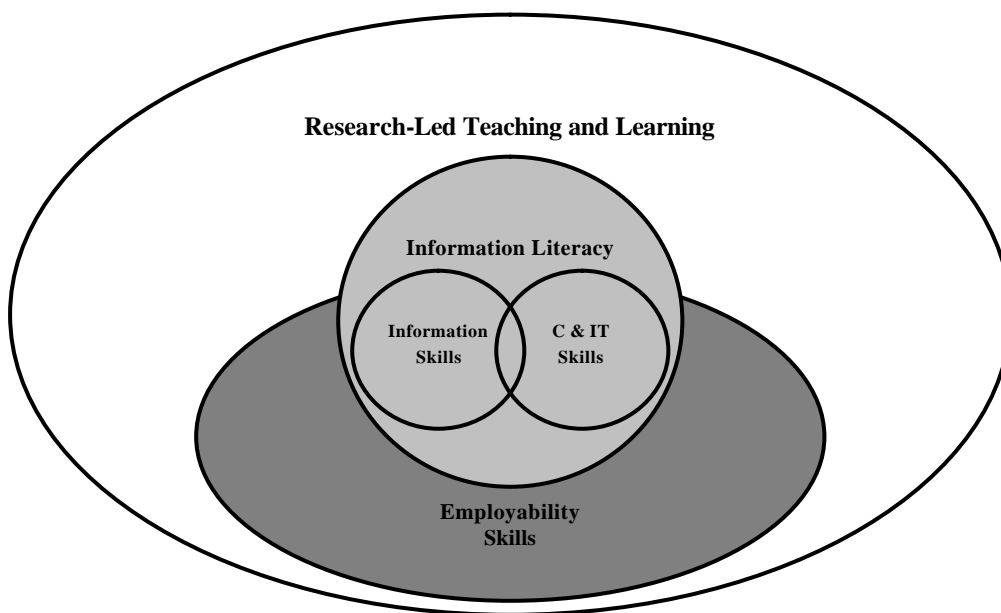 Research-Led Teaching and Learning
Information Literacy
Information
Skills
C & IT
Skills
Employability
Skills